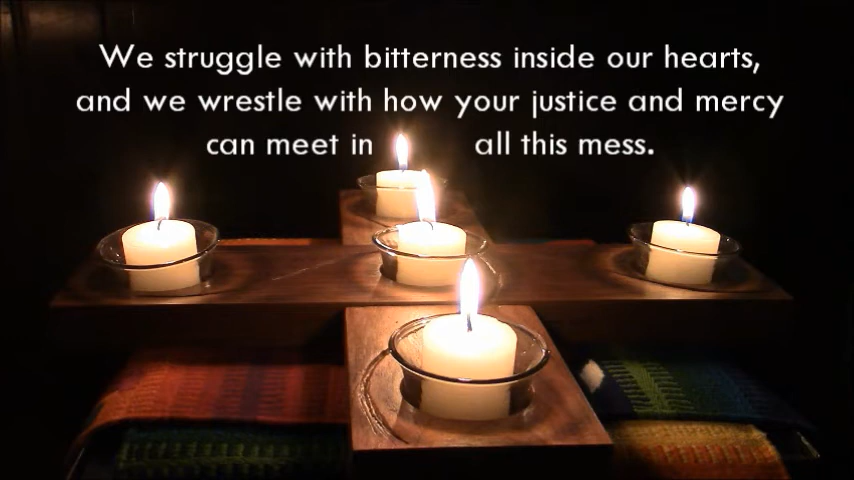 We struggle with bitterness inside our hearts,
and we wrestle with how your justice and mercy
can meet in all this mess.